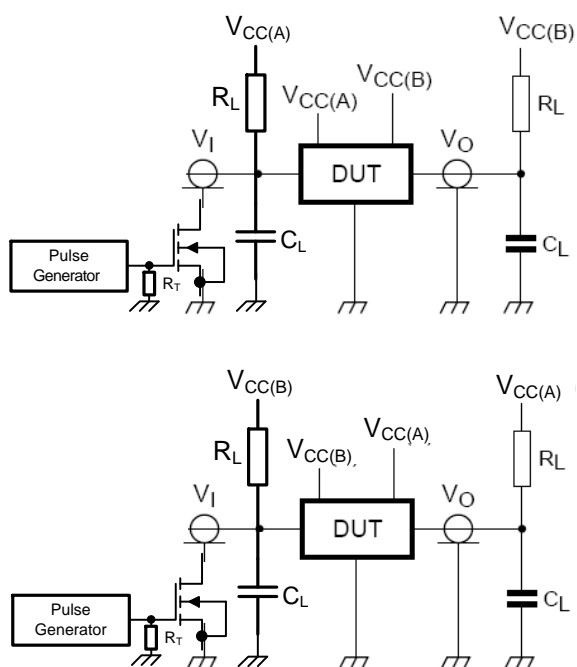 VCC(A)
VCC(B)
RL
VCC(A)
VCC(B)
RL
VI
DUT
VO
CL
CL
Pulse
Generator
RT
VCC(B)
VCC(A)
RL
VCC(B)
VCC(A)
RL
VI
DUT
VO
CL
CL
Pulse
Generator
RT